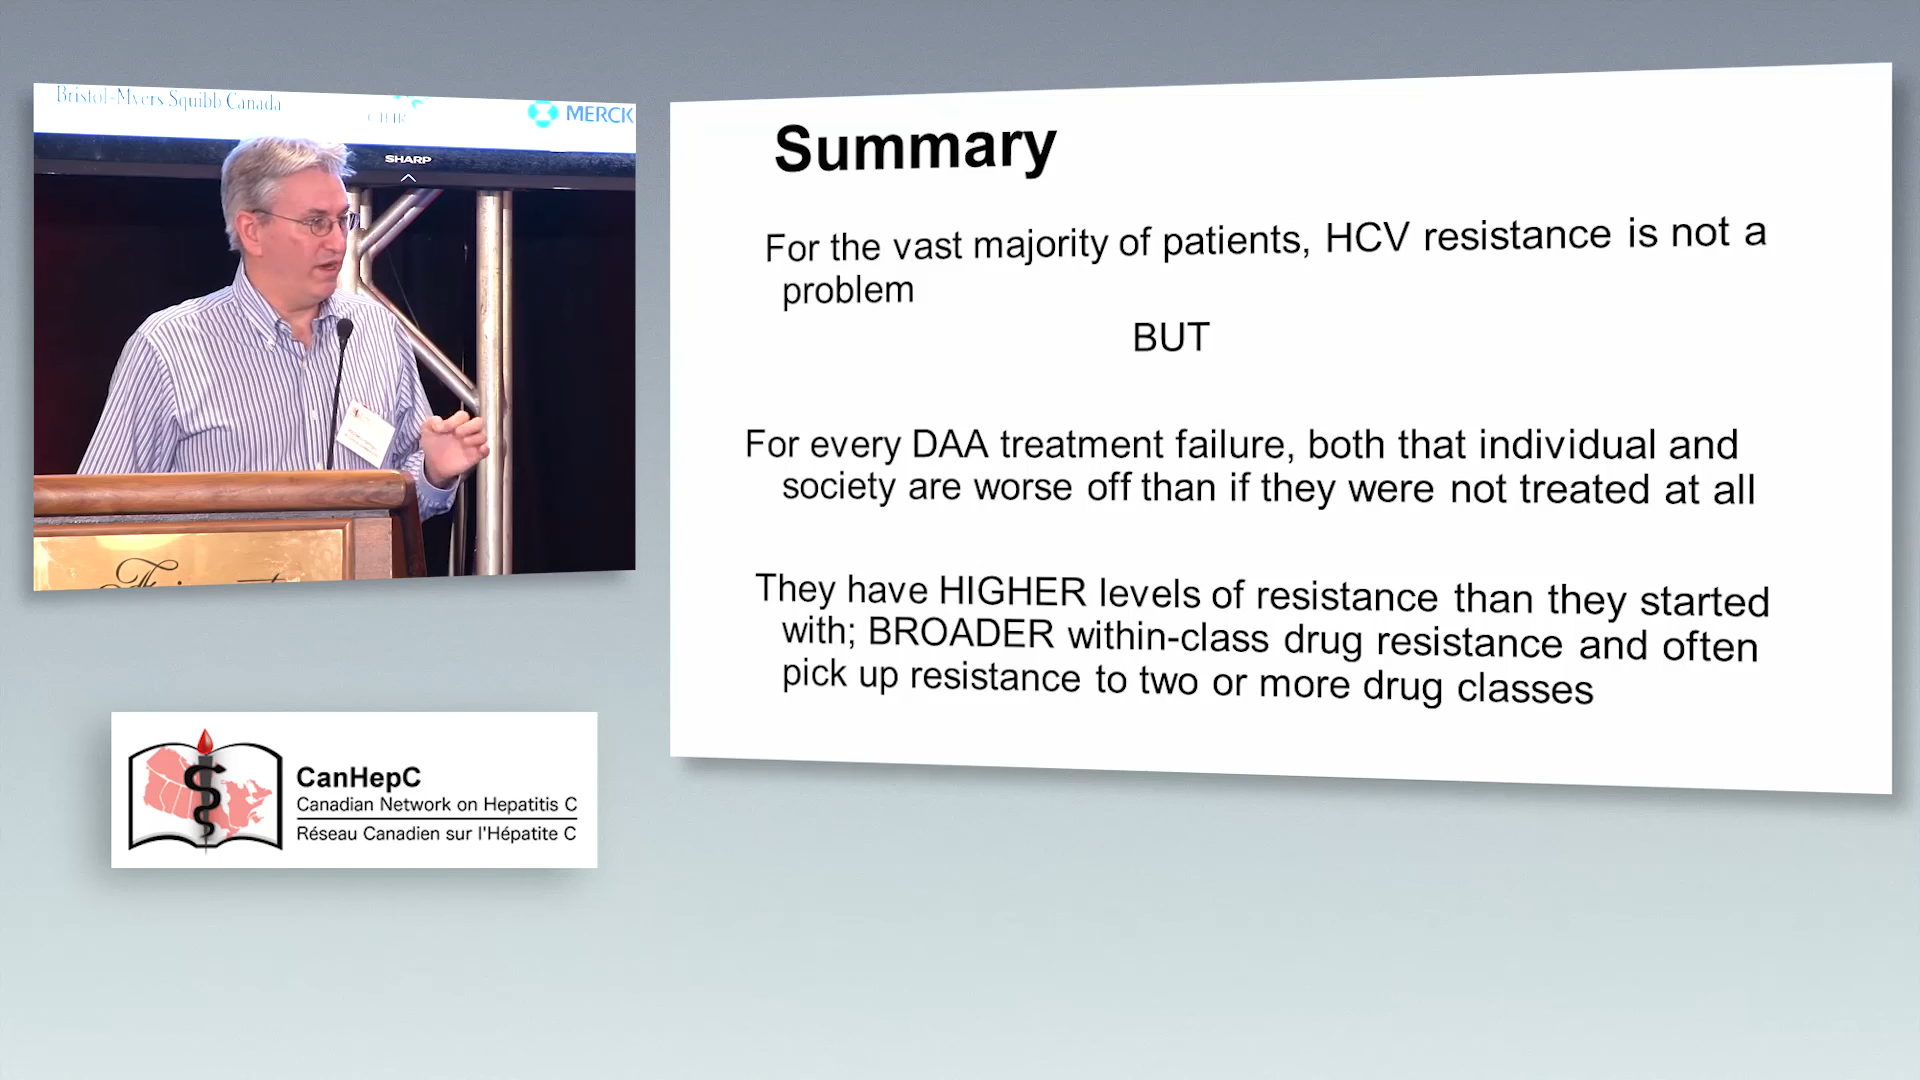 Bristol-Myers Squibb Canada
CIHR
MERCK
SHARP
Summary
For the vast majority of patients, HCV resistance is not a
problem
BUT
For every DAA treatment failure, both that individual and
society are worse off than if they were not treated at all
They have HIGHER levels of resistance than they started
with; BROADER within-class drug resistance and often
pick up resistance to two or more drug classes
CanHepC
Canadian Network on Hepatitis C
Réseau Canadien sur l'Hépatite C